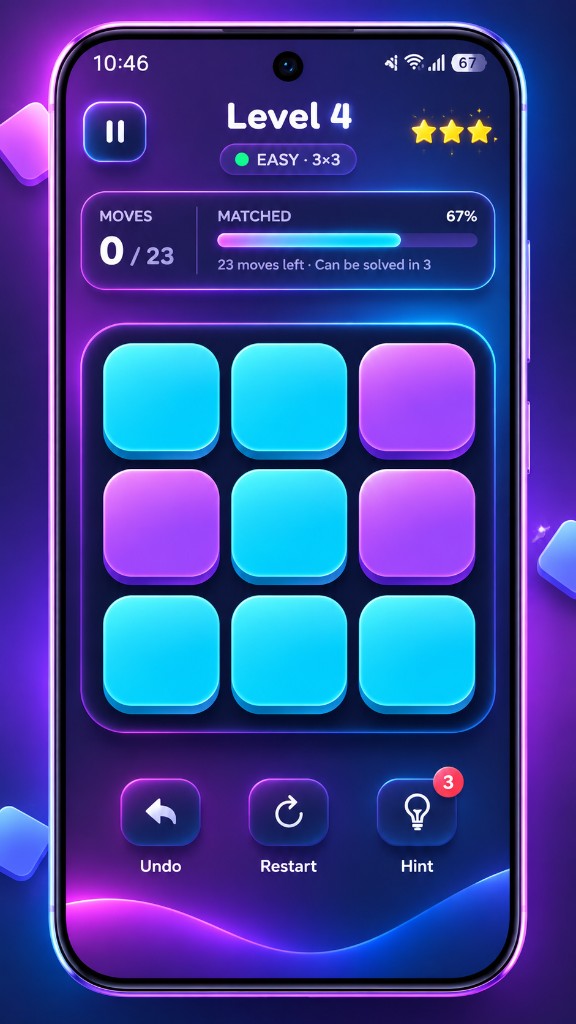 10:46
67
Level 4
EASY · 3×3
MOVES
0 / 23
MATCHED
67%
23 moves left · Can be solved in 3
3
Undo
Restart
Hint